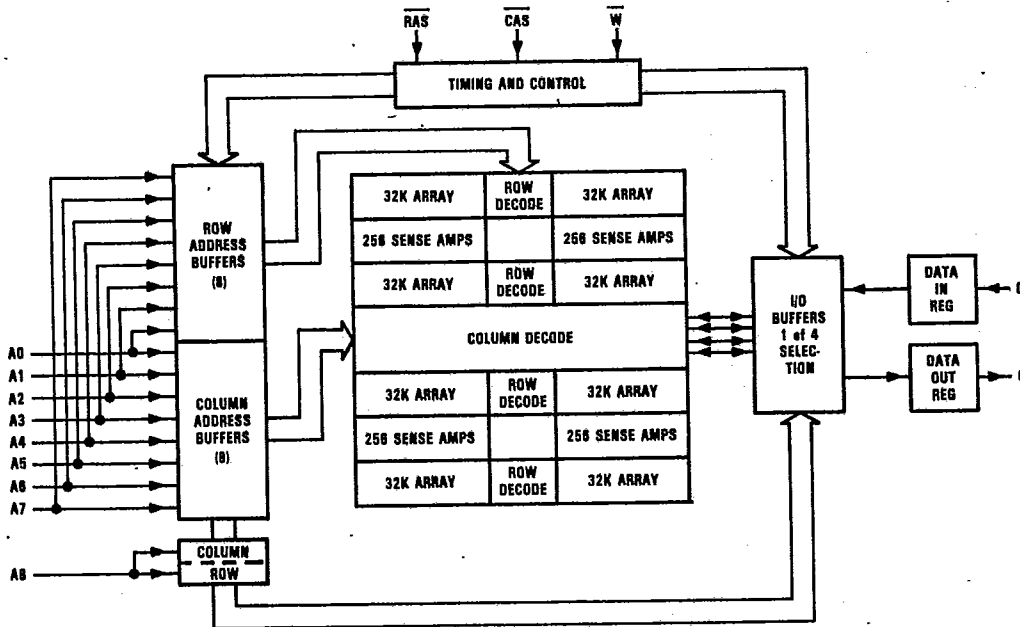 RAS CAS W
TIMING AND CONTROL
ROW
ADDRESS
BUFFERS
(8)
32K ARRAY
ROW
DECODE
32K ARRAY
256 SENSE AMPS
256 SENSE AMPS
32K ARRAY
ROW
DECODE
32K ARRAY
COLUMN DECODE
32K ARRAY
ROW
DECODE
32K ARRAY
256 SENSE AMPS
256 SENSE AMPS
32K ARRAY
ROW
DECODE
32K ARRAY
I/O
BUFFERS
1 of 4
SELEC-
TION
DATA
IN
REG
DATA
OUT
REG
A0
A1
A2
A3
A4
A5
A6
A7
COLUMN
ADDRESS
BUFFERS
(8)
A8
COLUMN
ROW